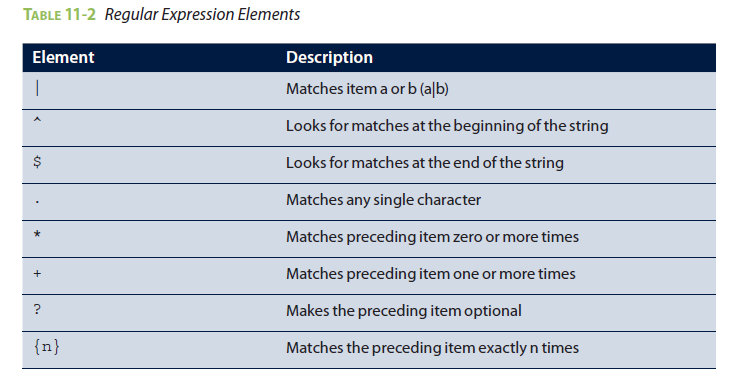 TABLE 11-2 Regular Expression Elements
Element Description
| Matches item a or b (a|b)
^ Looks for matches at the beginning of the string
$ Looks for matches at the end of the string
. Matches any single character
* Matches preceding item zero or more times
+ Matches preceding item one or more times
? Makes the preceding item optional
{n} Matches the preceding item exactly n times